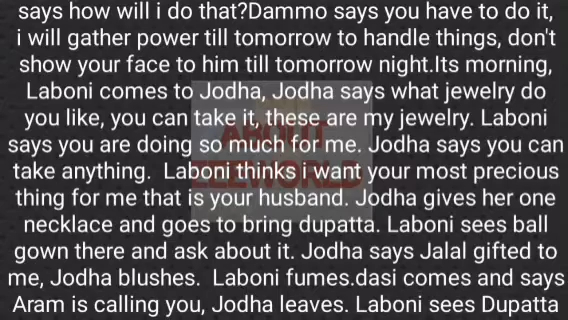 says how will i do that?Dammo says you have to do it,
i will gather power till tomorrow to handle things, don't
show your face to him till tomorrow night.Its morning,
Laboni comes to Jodha, Jodha says what jewelry do
you like, you can take it, these are my jewelry. Laboni
says you are doing so much for me. Jodha says you can
take anything.  Laboni thinks i want your most precious
thing for me that is your husband. Jodha gives her one
necklace and goes to bring dupatta. Laboni sees ball
gown there and ask about it. Jodha says Jalal gifted to
me, Jodha blushes.  Laboni fumes.dasi comes and says
Aram is calling you, Jodha leaves. Laboni sees Dupatta
ABOUT